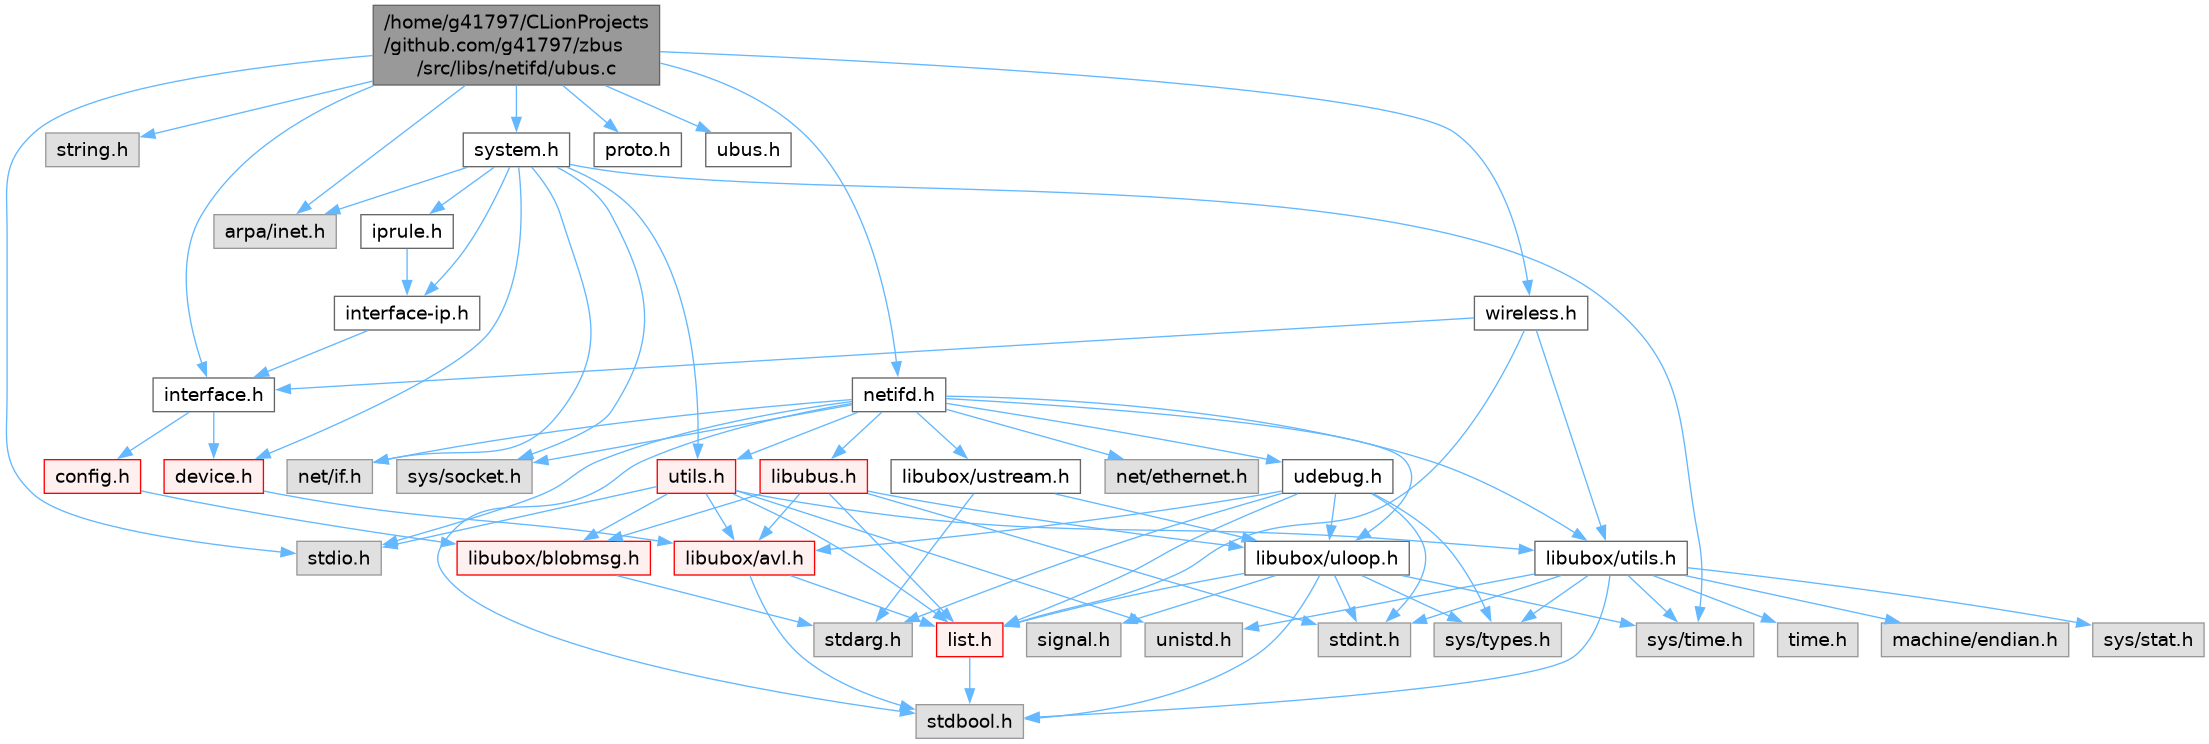 /home/g41797/CLionProjects
/github.com/g41797/zbus
/src/libs/netifd/ubus.c
string.h
system.h
proto.h
ubus.h
arpa/inet.h
iprule.h
interface-ip.h
wireless.h
interface.h
netifd.h
config.h
device.h
net/if.h
sys/socket.h
utils.h
libubus.h
libubox/ustream.h
net/ethernet.h
udebug.h
stdio.h
libubox/blobmsg.h
libubox/avl.h
libubox/uloop.h
libubox/utils.h
stdarg.h
list.h
signal.h
unistd.h
stdint.h
sys/types.h
sys/time.h
time.h
machine/endian.h
sys/stat.h
stdbool.h